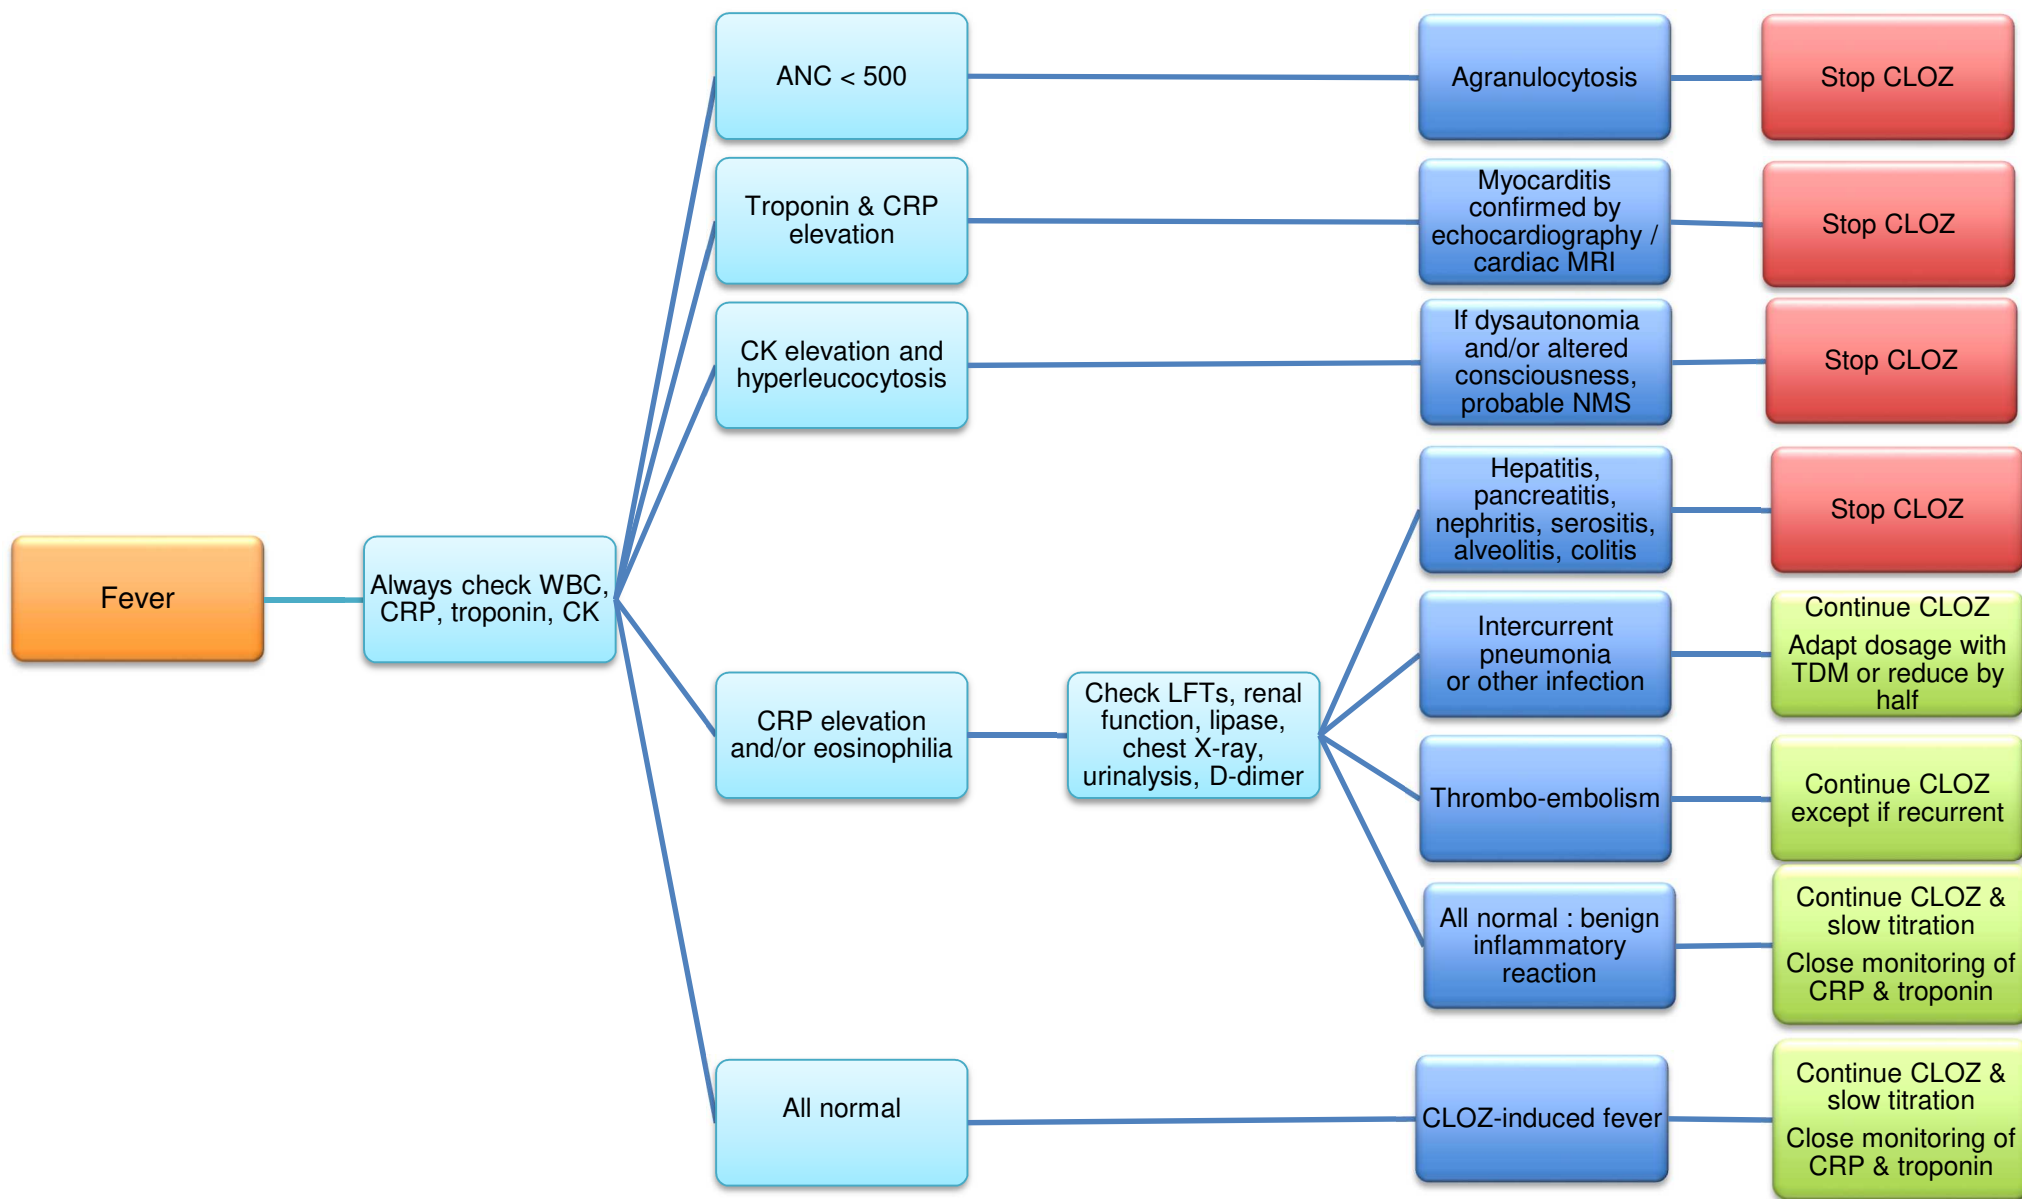 Fever
Always check WBC,
CRP, troponin, CK
ANC < 500
Agranulocytosis
Stop CLOZ
Troponin & CRP
elevation
Myocarditis
confirmed by
echocardiography /
cardiac MRI
Stop CLOZ
CK elevation and
hyperleucocytosis
If dysautonomia
and/or altered
consciousness,
probable NMS
Stop CLOZ
CRP elevation
and/or eosinophilia
Check LFTs, renal
function, lipase,
chest X-ray,
urinalysis, D-dimer
Hepatitis,
pancreatitis,
nephritis, serositis,
alveolitis, colitis
Stop CLOZ
Intercurrent
pneumonia
or other infection
Continue CLOZ
Adapt dosage with
TDM or reduce by
half
Thrombo-embolism
Continue CLOZ
except if recurrent
All normal : benign
inflammatory
reaction
Continue CLOZ &
slow titration
Close monitoring of
CRP & troponin
All normal
CLOZ-induced fever
Continue CLOZ &
slow titration
Close monitoring of
CRP & troponin